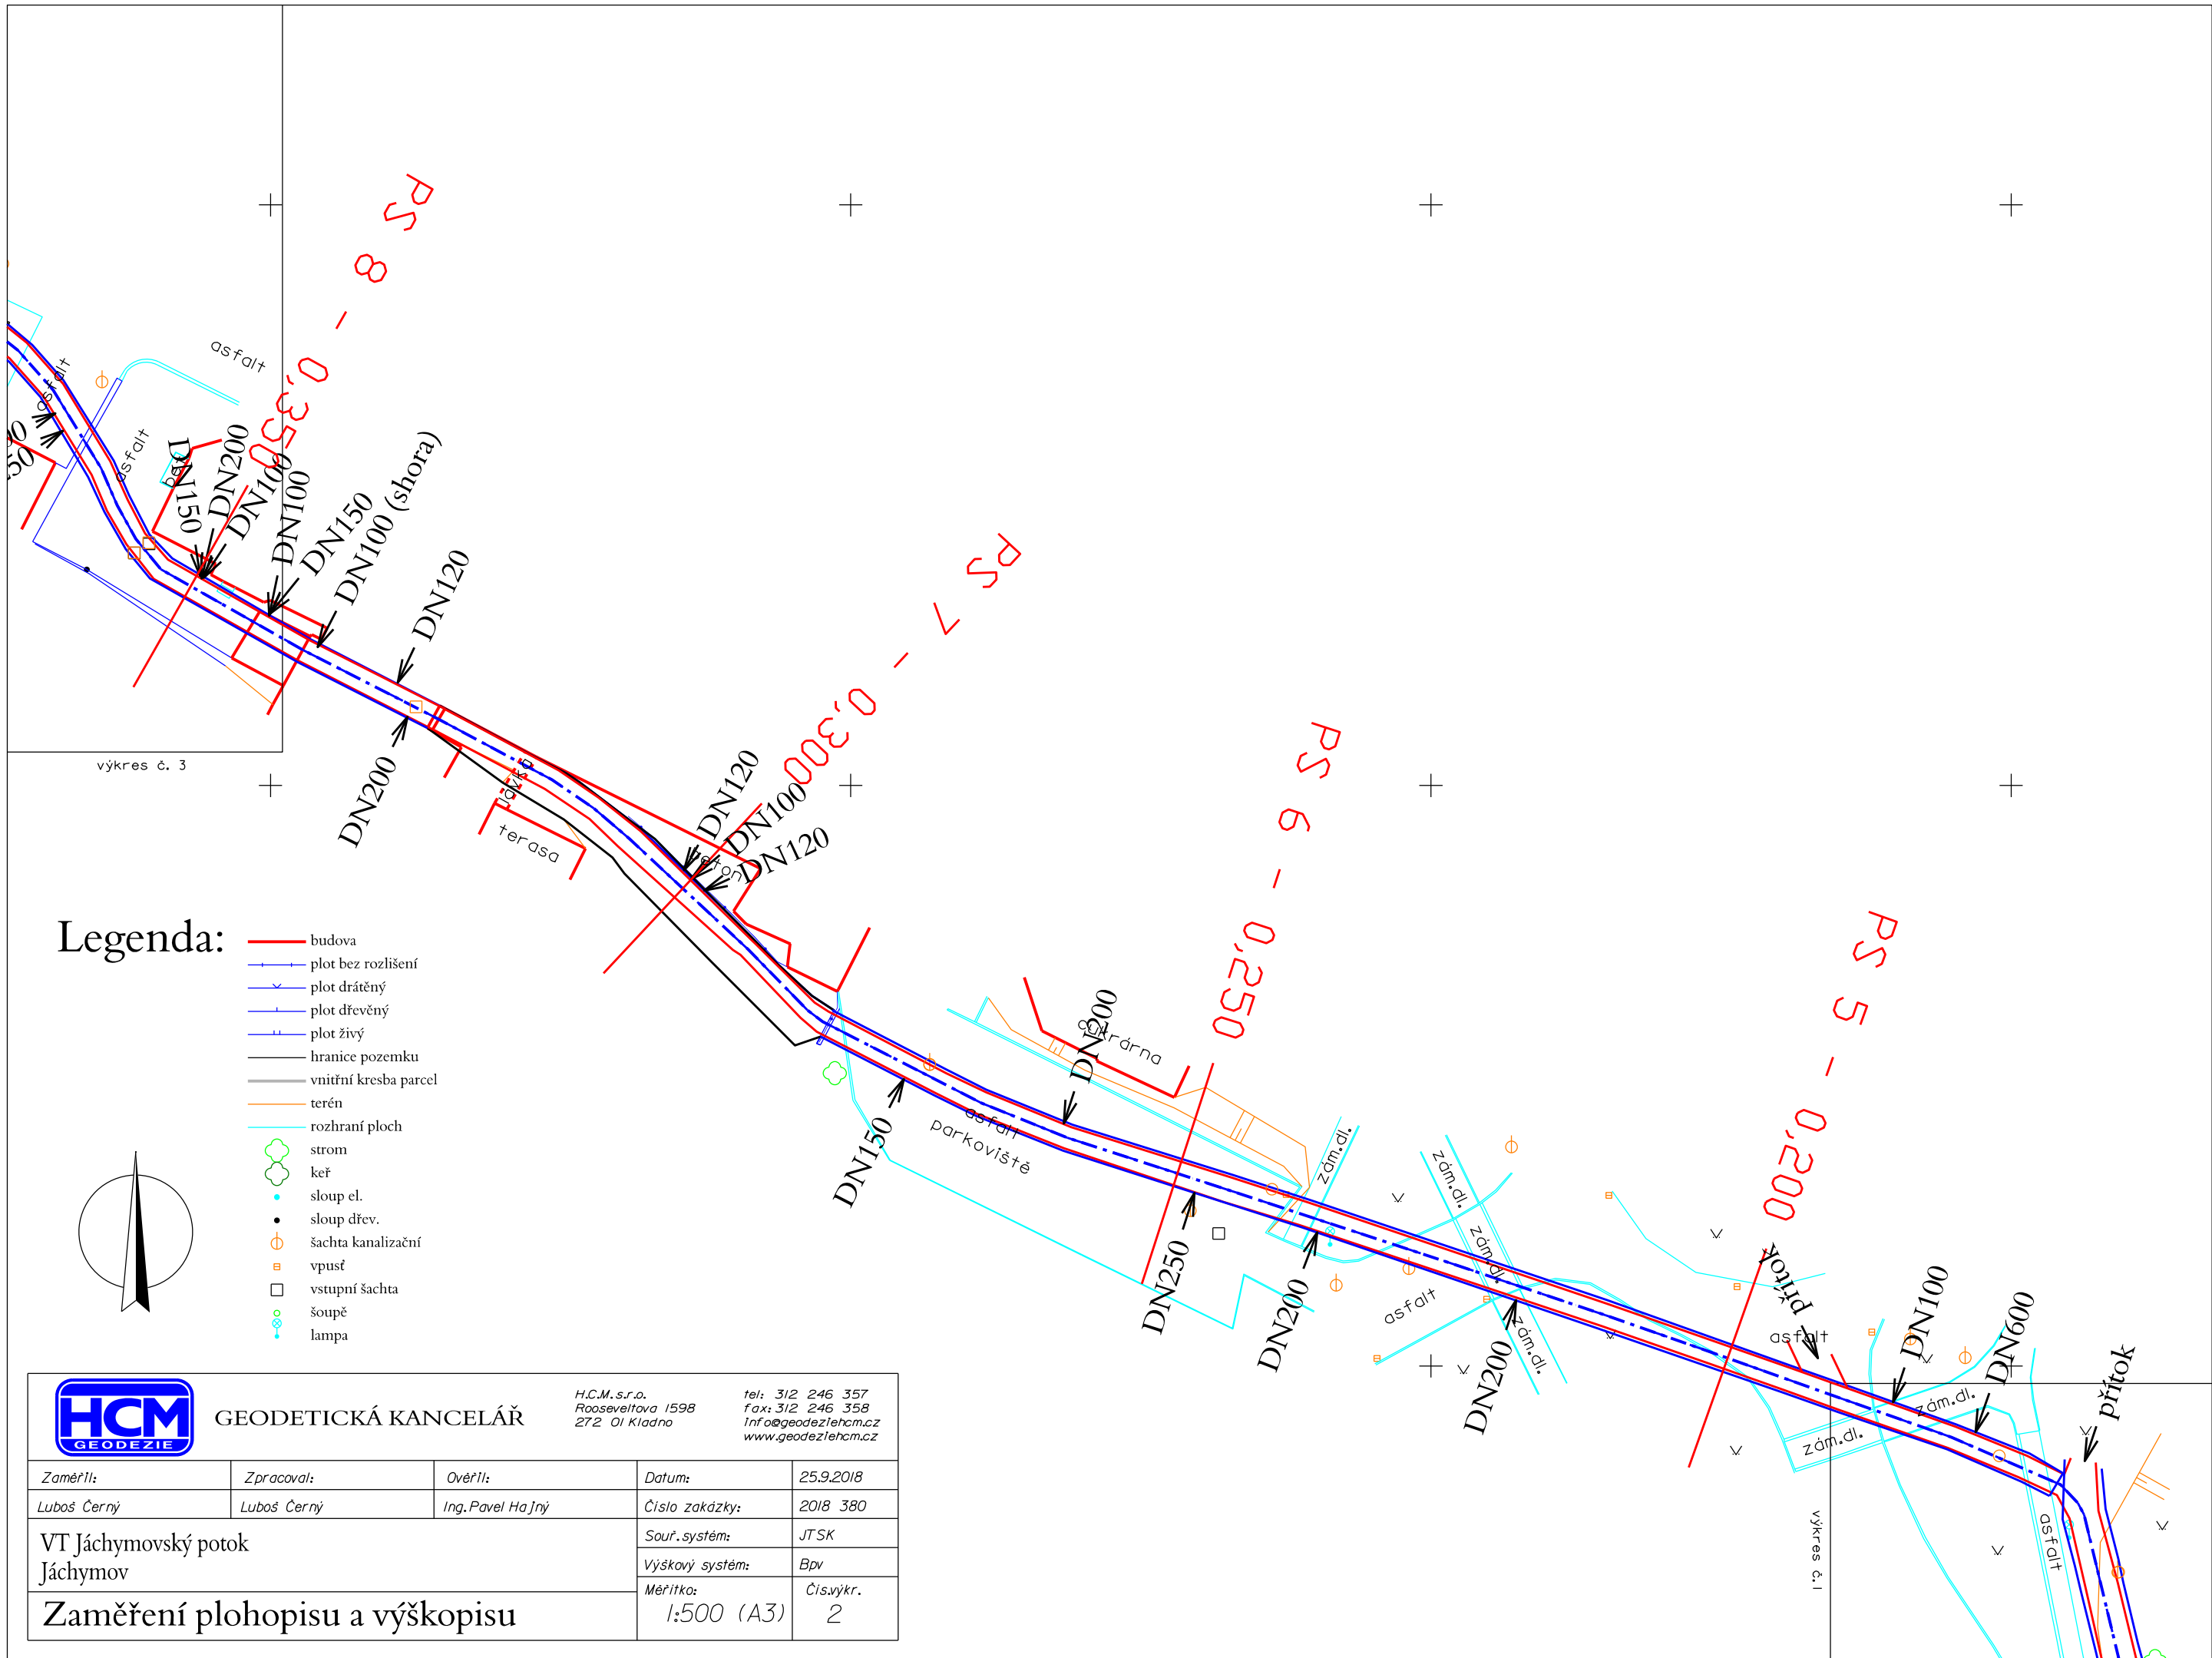 PS 8 - 0,350
PS 7 - 0,300
PS 6 - 0,250
PS 5 - 0,200
asfalt
asfalt
asfalt
DN150
DN200
DN100
DN100
DN150
DN100 (shora)
DN120
DN200
výkres č. 3
lávka
terasa
DN120
DN100
DN120
beton
cukrárna
DN200
asfalt
parkoviště
DN150
DN250
DN200
zám.dl.
zám.dl.
zám.dl.
zám.dl.
asfalt
DN200
přítok
asfalt
DN100
DN600
přítok
zám.dl.
zám.dl.
asfalt
výkres č.1
Legenda:
budova
plot bez rozlišení
plot drátěný
plot dřevěný
plot živý
hranice pozemku
vnitřní kresba parcel
terén
rozhraní ploch
strom
keř
sloup el.
sloup dřev.
šachta kanalizační
vpusť
vstupní šachta
šoupě
lampa
HCM
GEODEZIE
GEODETICKÁ KANCELÁŘ
H.C.M. s.r.o.
Rooseveltova 1598
272 01 Kladno
tel: 312 246 357
fax: 312 246 358
info@geodeziehcm.cz
www.geodeziehcm.cz
Zaměřil: Zpracoval: Ověřil: Datum: 25.9.2018
Luboš Černý Luboš Černý Ing.Pavel Hajný Číslo zakázky: 2018 380
VT Jáchymovský potok
Jáchymov
Souř.systém: JTSK
Výškový systém: Bpv
Měřítko: Čís.výkr.
1:500 (A3) 2
Zaměření plohopisu a výškopisu